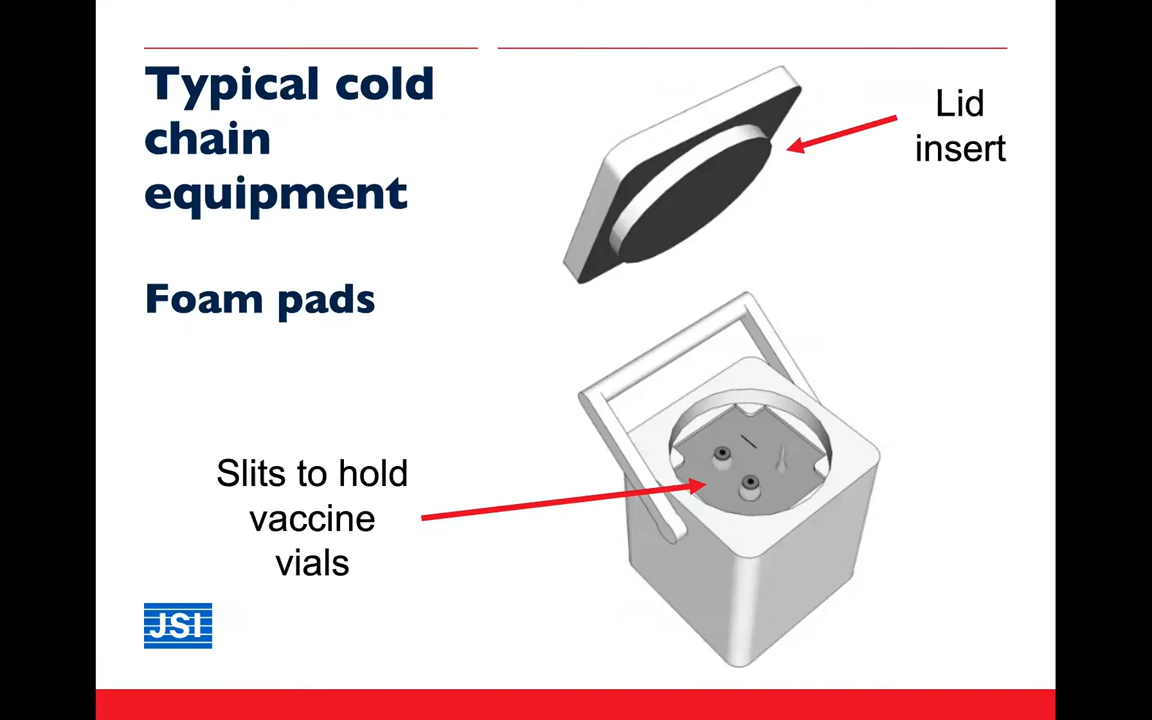 Typical cold
chain
equipment
Foam pads
Lid
insert
Slits to hold
vaccine
vials
JSI